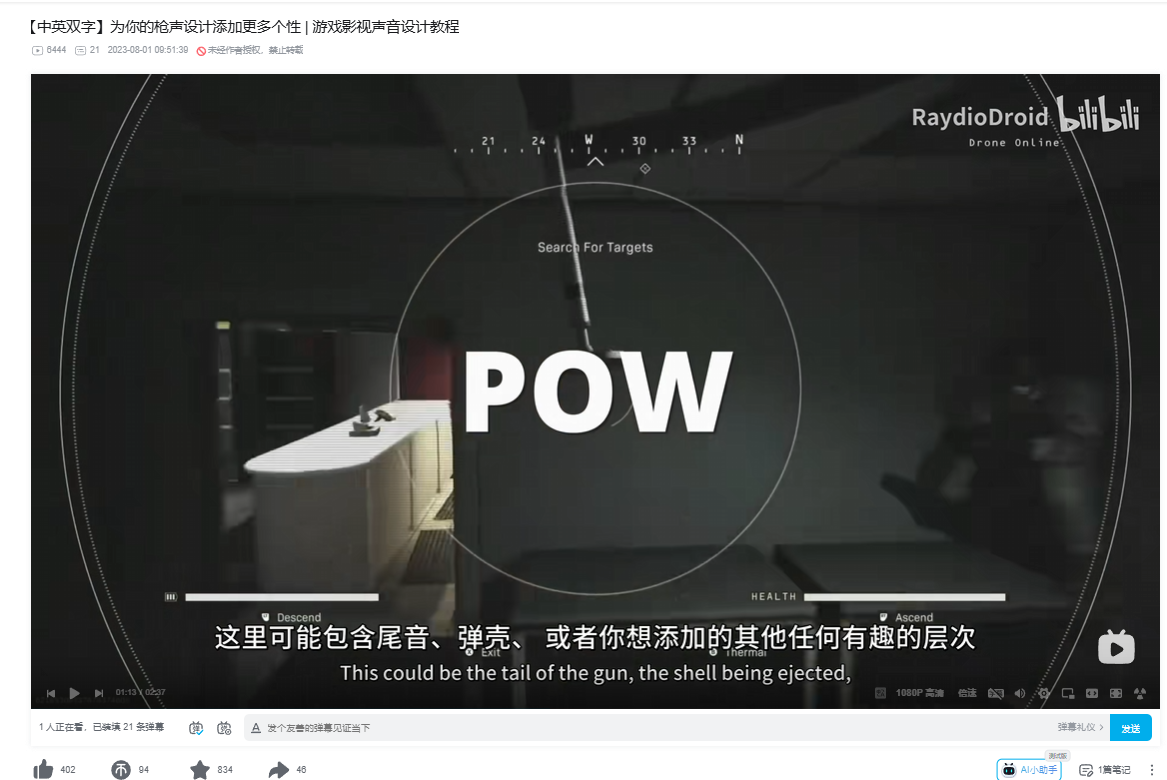 【中英双字】为你的枪声设计添加更多个性 | 游戏影视声音设计教程
6444 21 2023-08-01 09:51:39 未经作者授权，禁止转载
RaydioDroid bilibili
Drone Online
21 24 W 30 33 N
Search For Targets
POW
HEALTH
Descend Ascend
这里可能包含尾音、弹壳、 或者你想添加的其他任何有趣的层次
Exit Thermal
This could be the tail of the gun, the shell being ejected,
01:13 / 02:37 1080P 高清 倍速
1 人正在看，已装填 21 条弹幕 发个友善的弹幕见证当下 弹幕礼仪 发送
测试版
402 94 834 46 AI小助手 1篇笔记